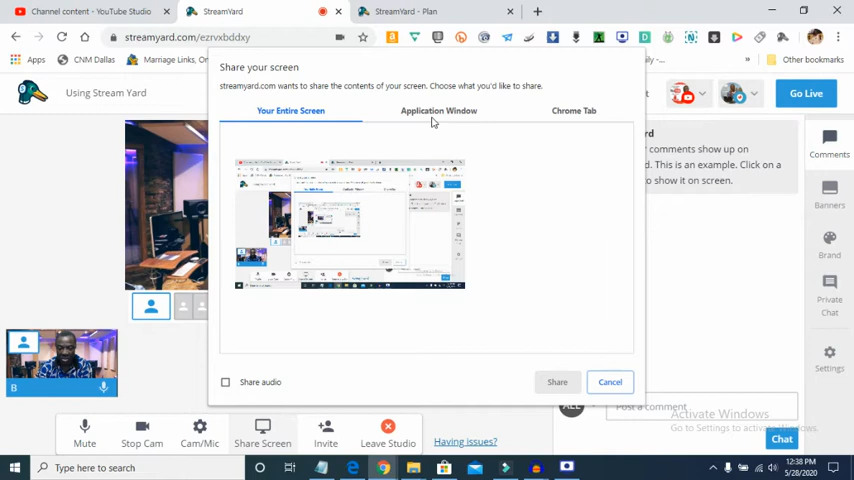 Channel content - YouTube Studio
StreamYard
StreamYard - Plan
streamyard.com/ezrvxbddxy
Apps
CNM Dallas
Marriage Links, On
Other bookmarks
Using Stream Yard
Go Live
Share your screen
streamyard.com wants to share the contents of your screen. Choose what you'd like to share.
Your Entire Screen
Application Window
Chrome Tab
comments show up on
This is an example. Click on a
to show it on screen.
Comments
Banners
Brand
Private
Chat
Settings
B
Share audio
Share
Cancel
ALL
Post a comment
Activate Windows
Go to Settings to activate Windows.
Mute
Stop Cam
Cam/Mic
Share Screen
Invite
Leave Studio
Having issues?
Chat
Type here to search
12:38 PM
5/28/2020